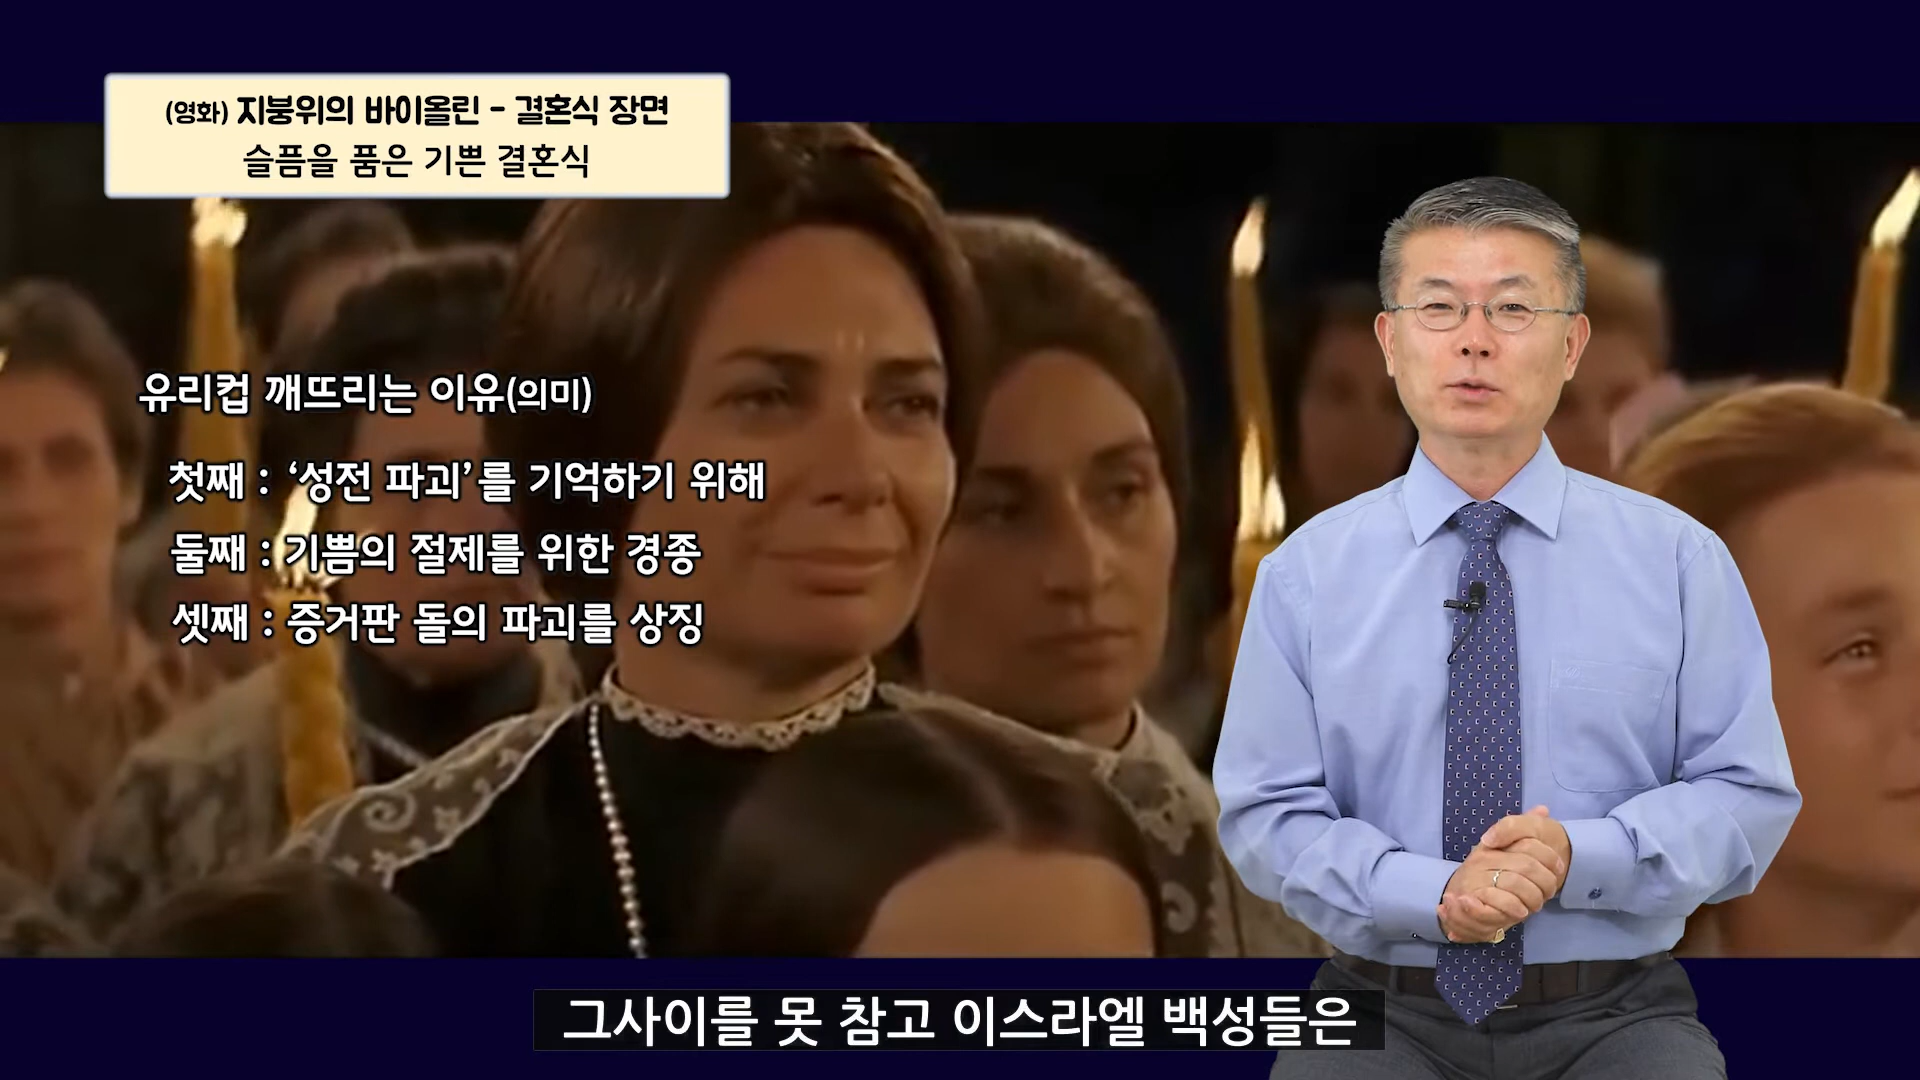 (영화) 지붕위의 바이올린 - 결혼식 장면
슬픔을 품은 기쁜 결혼식
유리컵 깨뜨리는 이유(의미)
첫째 : ‘성전 파괴’를 기억하기 위해
둘째 : 기쁨의 절제를 위한 경종
셋째 : 증거판 돌의 파괴를 상징
그사이를 못 참고 이스라엘 백성들은